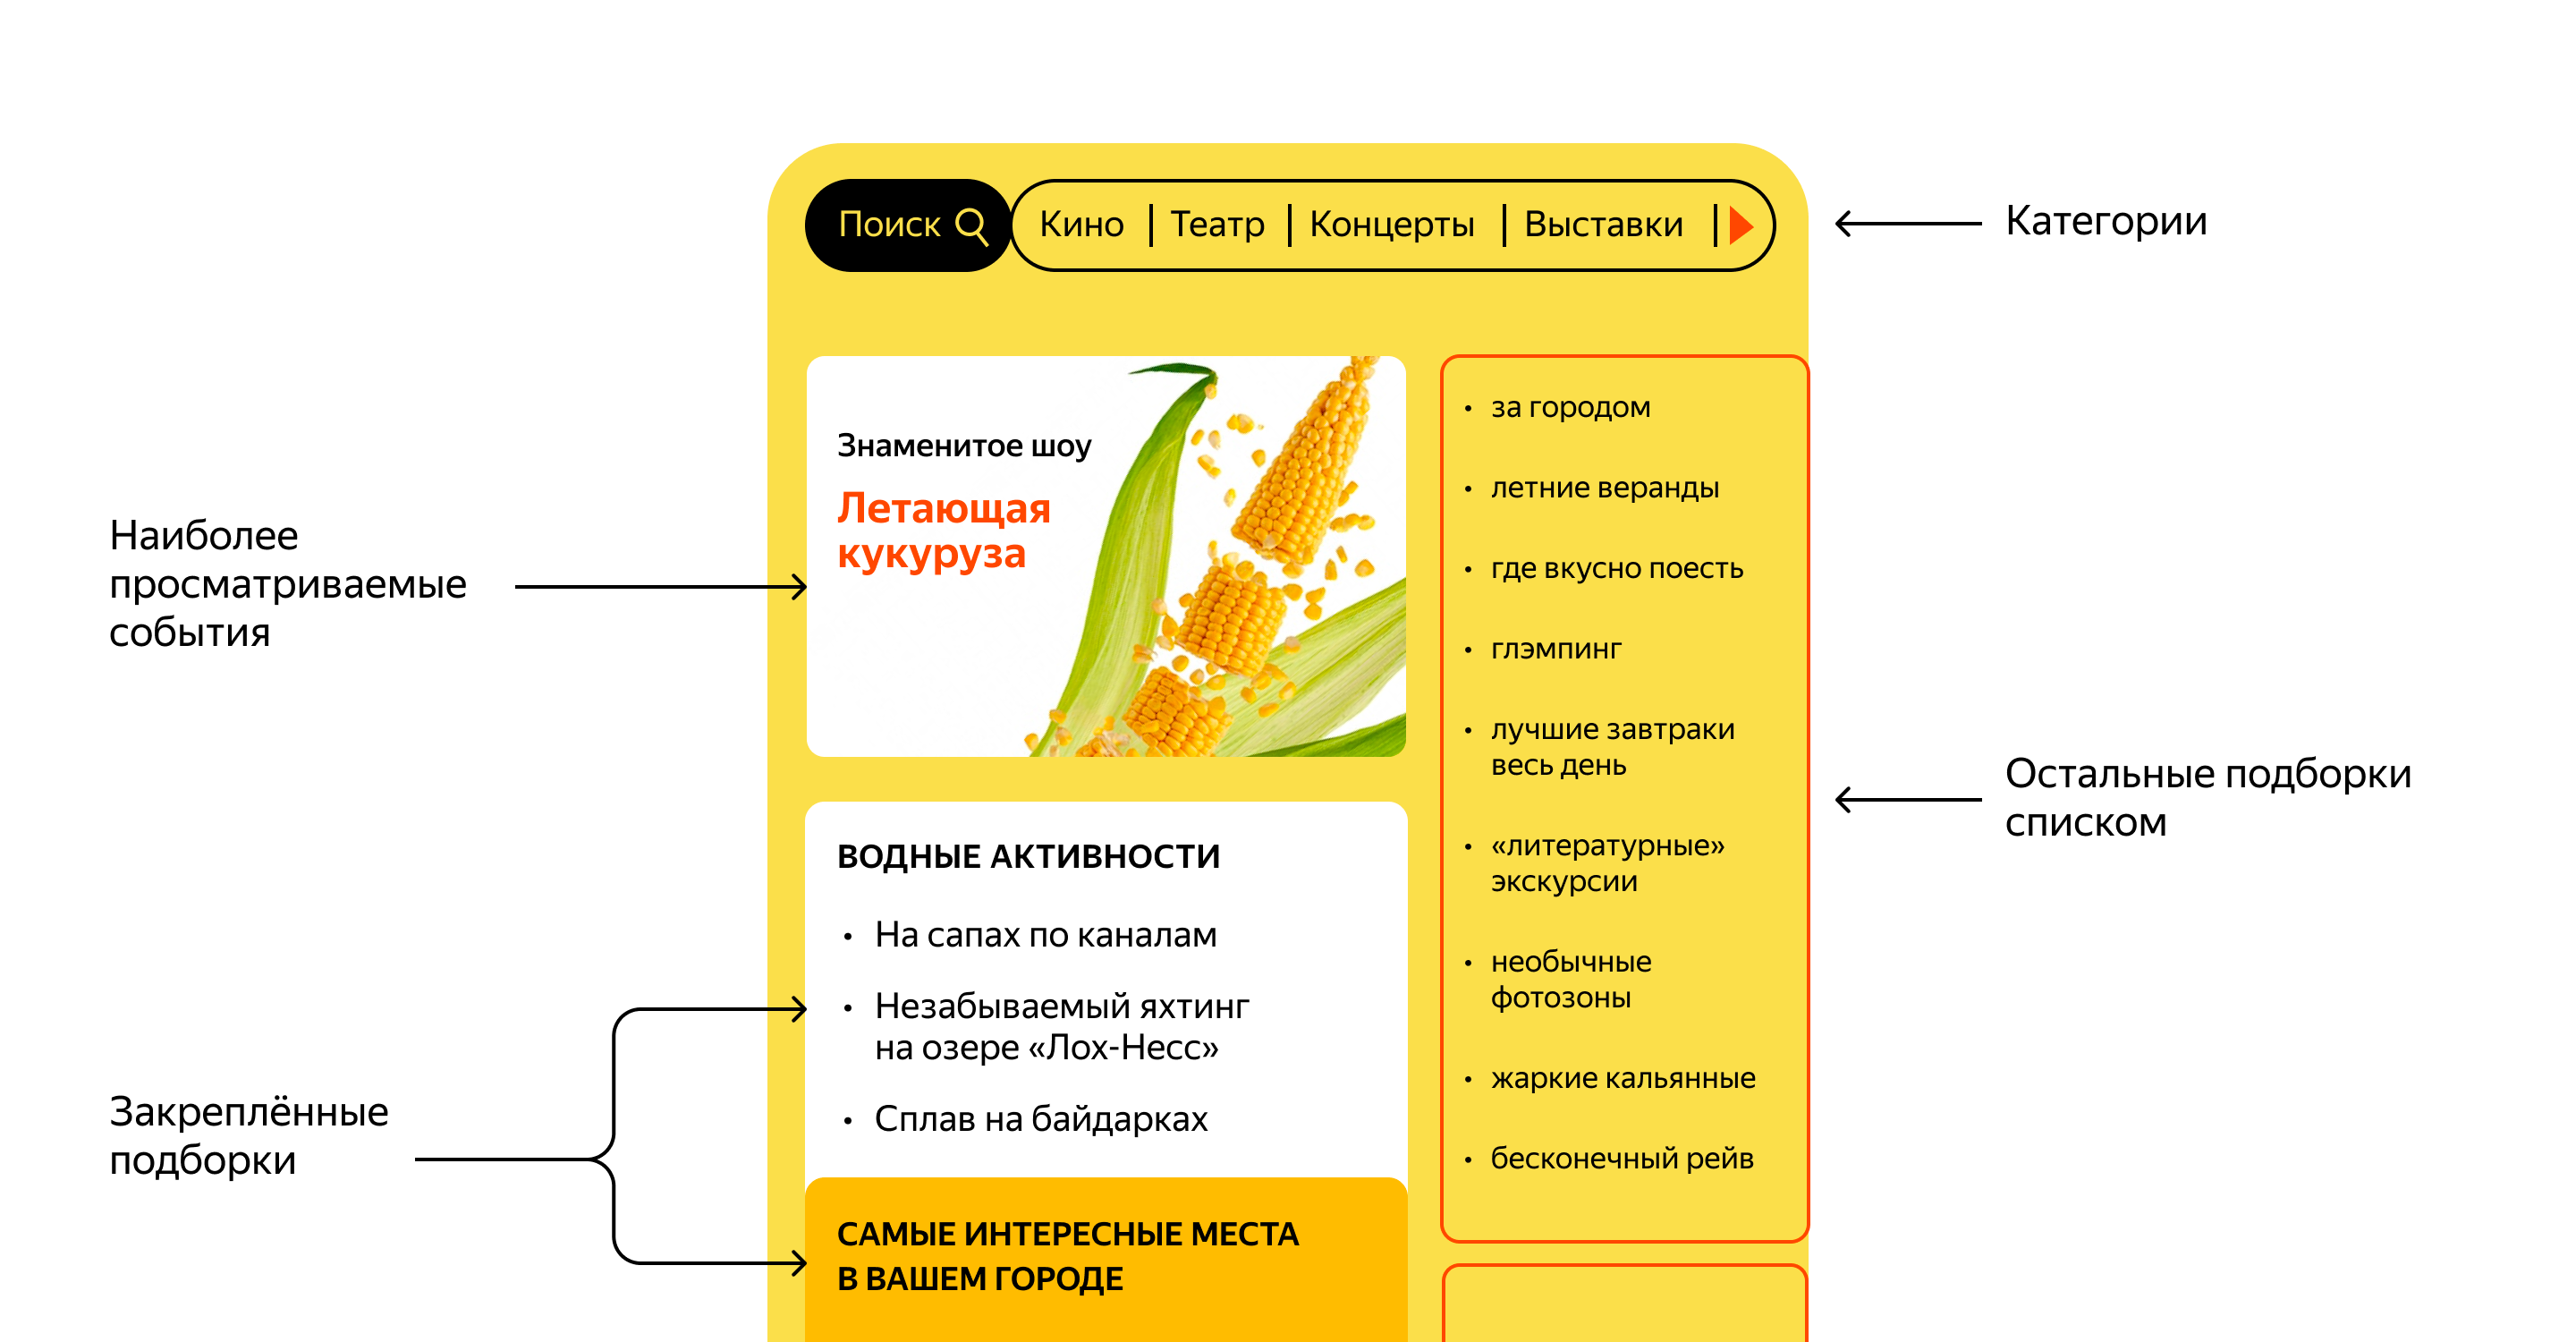 Поиск
Кино | Театр | Концерты | Выставки |
Категории
Наиболее
просматриваемые
события
Знаменитое шоу
Летающая
кукуруза
• за городом
• летние веранды
• где вкусно поесть
• глэмпинг
• лучшие завтраки
весь день
• «литературные»
экскурсии
• необычные
фотозоны
• жаркие кальянные
• бесконечный рейв
Остальные подборки
списком
Закреплённые
подборки
ВОДНЫЕ АКТИВНОСТИ
• На сапах по каналам
• Незабываемый яхтинг
на озере «Лох-Несс»
• Сплав на байдарках
САМЫЕ ИНТЕРЕСНЫЕ МЕСТА
В ВАШЕМ ГОРОДЕ